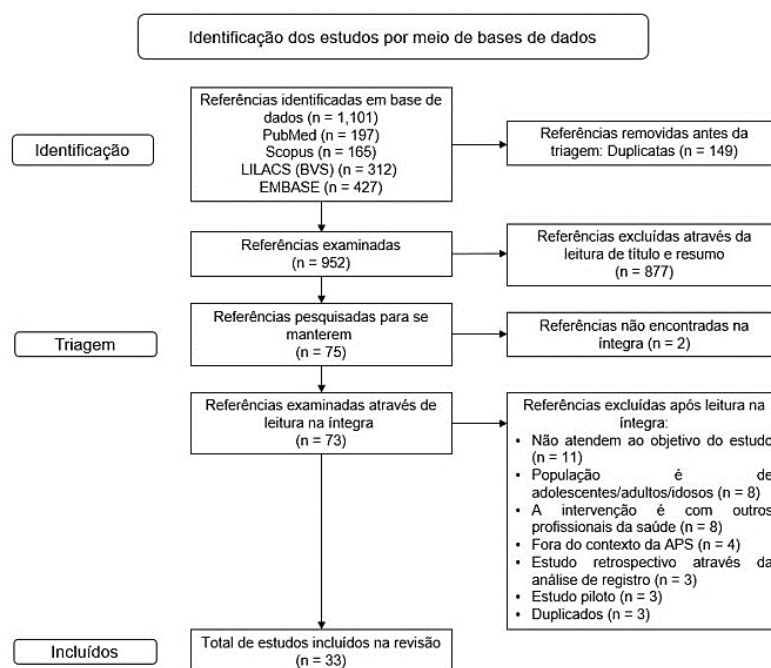 Identificação dos estudos por meio de bases de dados
Identificação
Referências identificadas em base de
dados (n = 1,101)
PubMed (n = 197)
Scopus (n = 165)
LILACS (BVS) (n = 312)
EMBASE (n = 427)
Referências removidas antes da
triagem: Duplicatas (n = 149)
Referências examinadas
(n = 952)
Referências excluídas através da
leitura de título e resumo
(n = 877)
Triagem
Referências pesquisadas para se
manterem
(n = 75)
Referências não encontradas na
íntegra (n = 2)
Referências examinadas através de
leitura na íntegra
(n = 73)
Referências excluídas após leitura na
íntegra:
• Não atendem ao objetivo do estudo
(n = 11)
• População é de
adolescentes/adultos/idosos (n = 8)
• A intervenção é com outros
profissionais da saúde (n = 8)
• Fora do contexto da APS (n = 4)
• Estudo retrospectivo através da
análise de registro (n = 3)
• Estudo piloto (n = 3)
• Duplicados (n = 3)
Incluídos
Total de estudos incluídos na revisão
(n = 33)